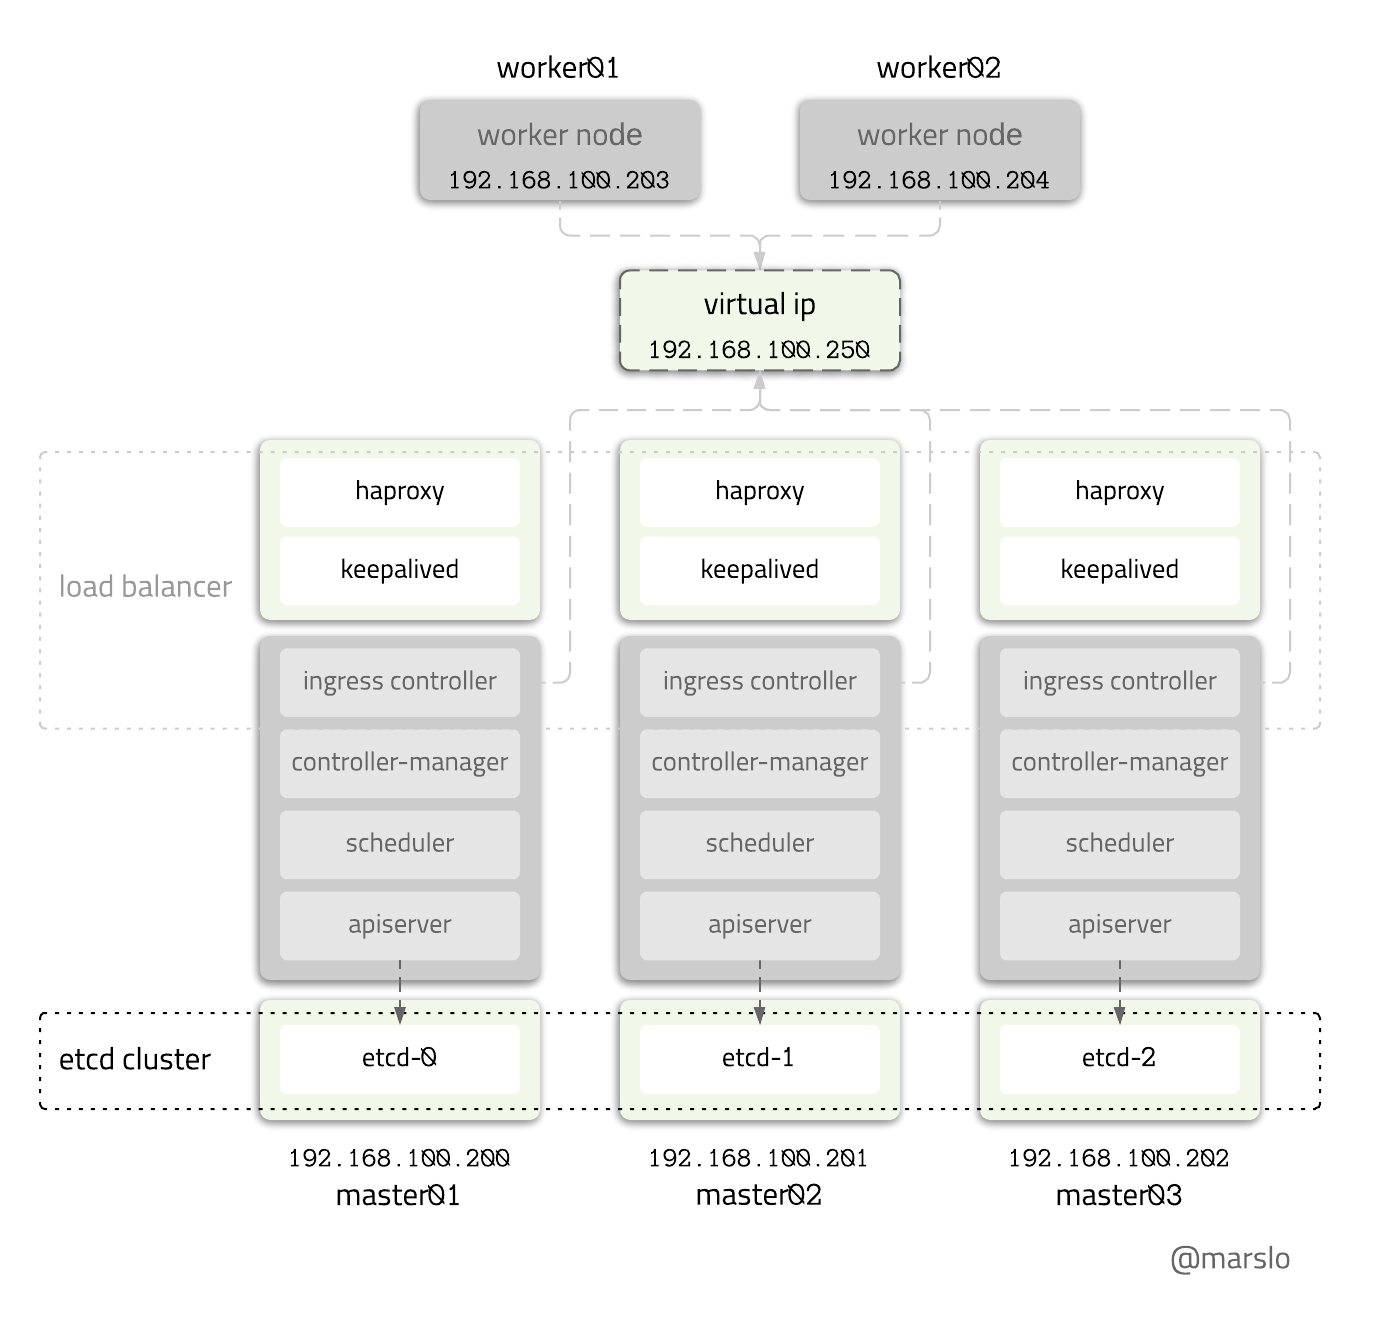 worker01
worker02
worker node
192.168.100.203
worker node
192.168.100.204
virtual ip
192.168.100.250
load balancer
haproxy
keepalived
haproxy
keepalived
haproxy
keepalived
ingress controller
controller-manager
scheduler
apiserver
ingress controller
controller-manager
scheduler
apiserver
ingress controller
controller-manager
scheduler
apiserver
etcd cluster
etcd-0
etcd-1
etcd-2
192.168.100.200
master01
192.168.100.201
master02
192.168.100.202
master03
@marslo